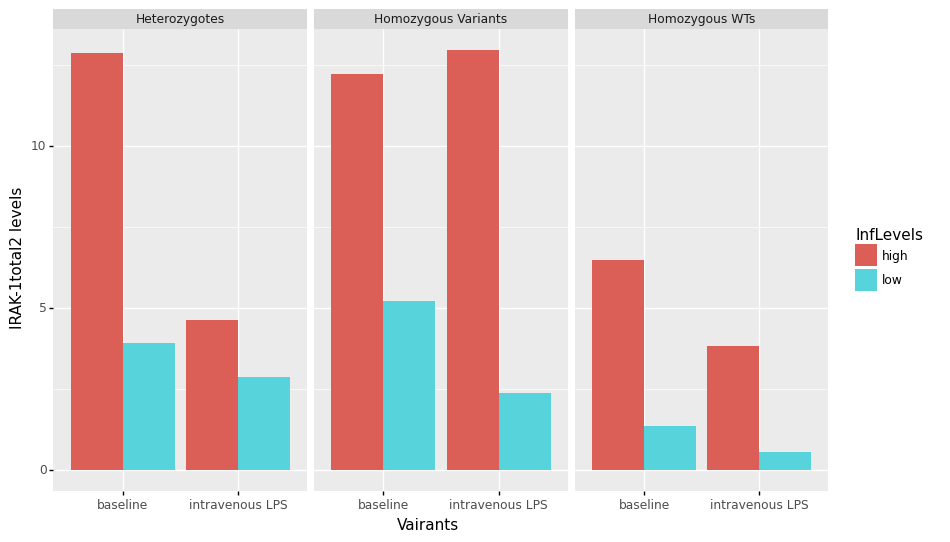 Heterozygotes
Homozygous Variants
Homozygous WTs
IRAK-1total2 levels
10
5
0
baseline
intravenous LPS
baseline
intravenous LPS
baseline
intravenous LPS
Vairants
InfLevels
high
low